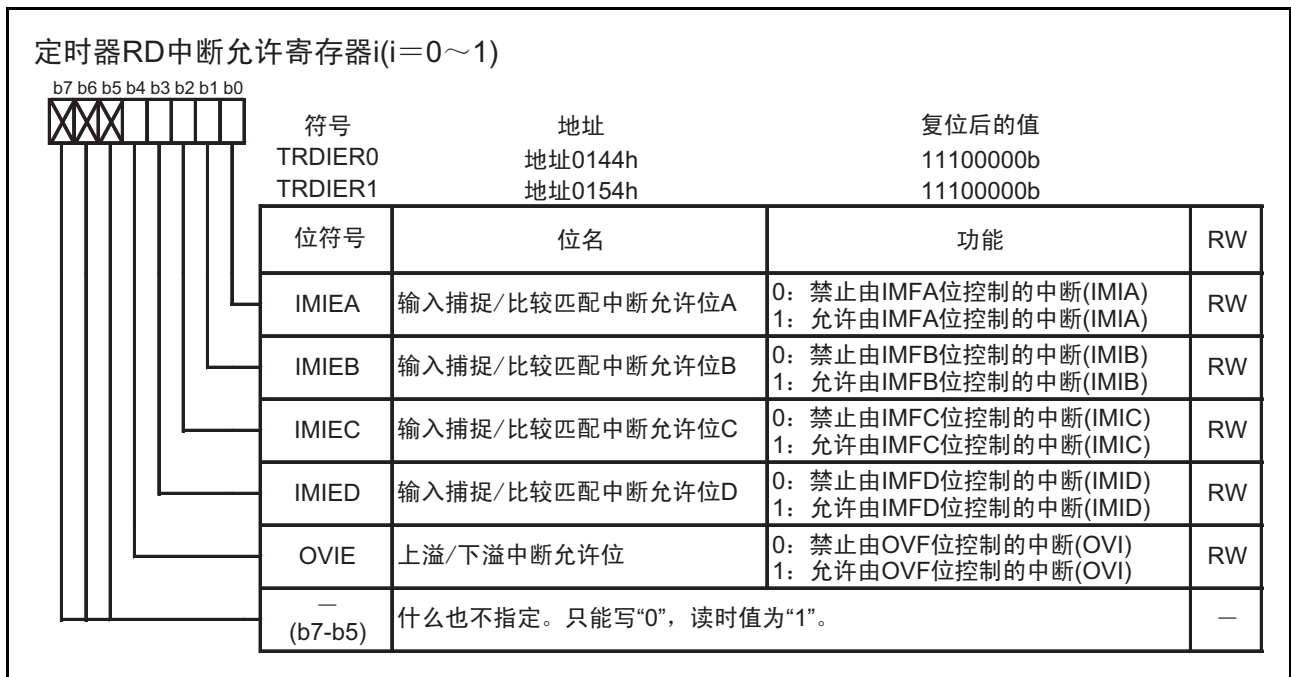 定时器RD中断允许寄存器i(i＝0～1)
b7 b6 b5 b4 b3 b2 b1 b0
符号 地址 复位后的值
TRDIER0 地址0144h 11100000b
TRDIER1 地址0154h 11100000b
位符号 位名 功能 RW
IMIEA 输入捕捉/比较匹配中断允许位A 0：禁止由IMFA位控制的中断(IMIA) RW
1：允许由IMFA位控制的中断(IMIA)
IMIEB 输入捕捉/比较匹配中断允许位B 0：禁止由IMFB位控制的中断(IMIB) RW
1：允许由IMFB位控制的中断(IMIB)
IMIEC 输入捕捉/比较匹配中断允许位C 0：禁止由IMFC位控制的中断(IMIC) RW
1：允许由IMFC位控制的中断(IMIC)
IMIED 输入捕捉/比较匹配中断允许位D 0：禁止由IMFD位控制的中断(IMID) RW
1：允许由IMFD位控制的中断(IMID)
OVIE 上溢/下溢中断允许位 0：禁止由OVF位控制的中断(OVI) RW
1：允许由OVF位控制的中断(OVI)
－
(b7-b5) 什么也不指定。只能写“0”，读时值为“1”。 －